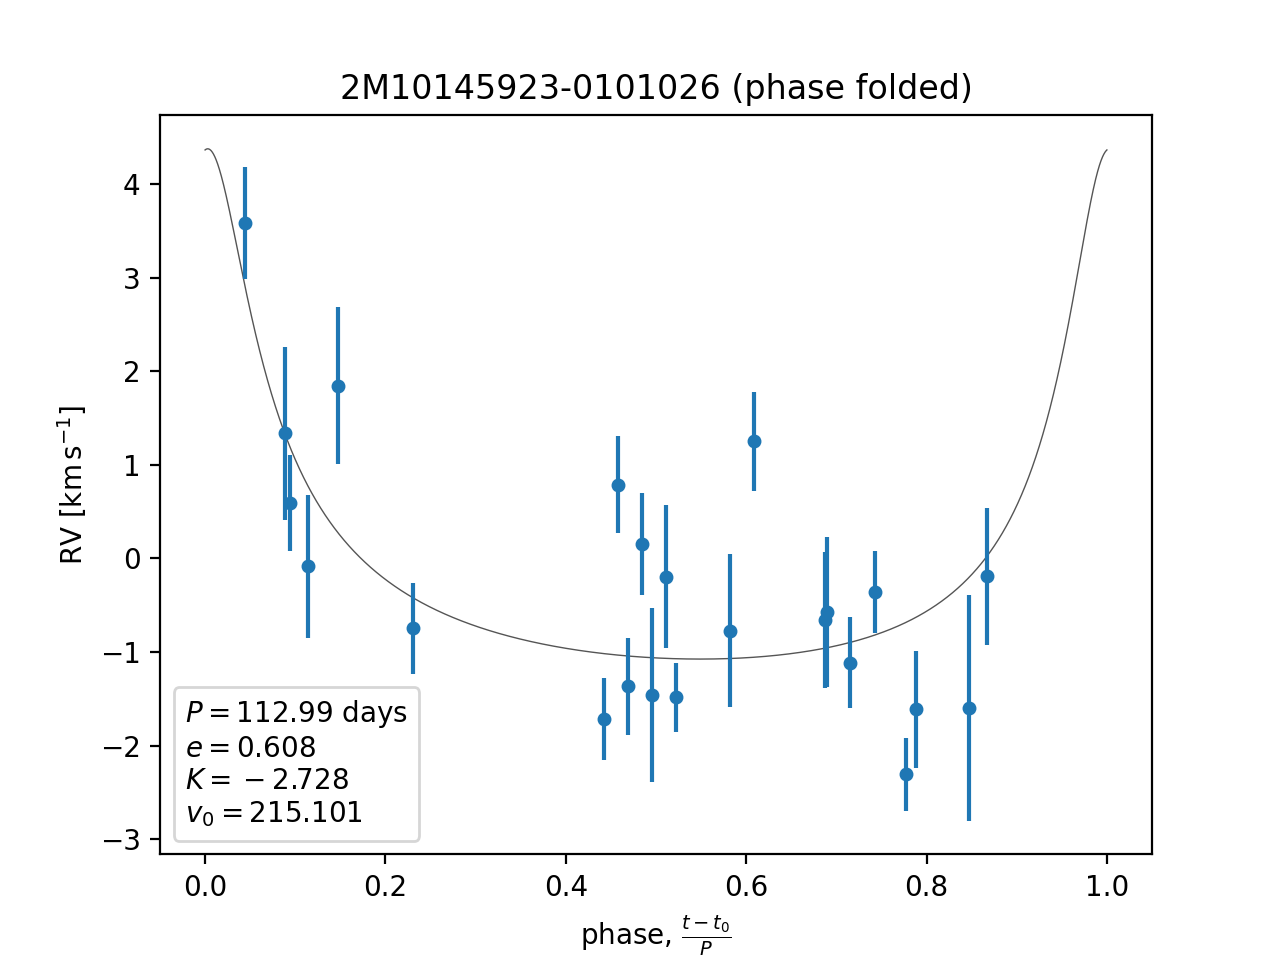 2M10145923-0101026 (phase folded)
RV [km s⁻¹]
4
3
2
1
0
−1
−2
−3
P = 112.99 days
e = 0.608
K = −2.728
v₀ = 215.101
0.0 0.2 0.4 0.6 0.8 1.0
phase, (t − t₀)/P